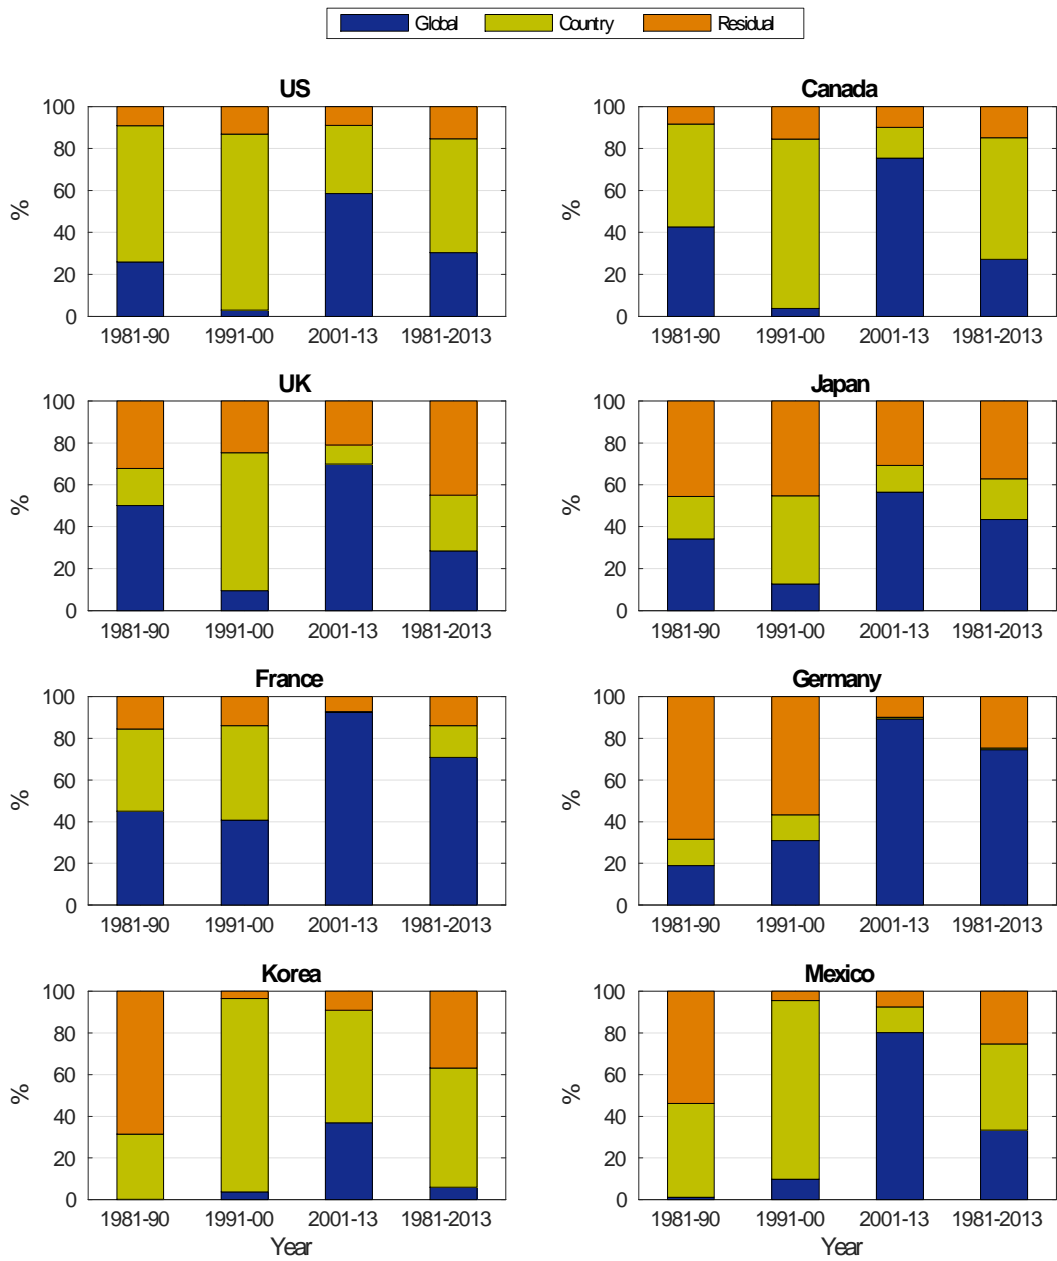 Global Country Residual
US Canada
100 100
80 80
60 60
% %
40 40
20 20
0 0
1981-90 1991-00 2001-13 1981-2013 1981-90 1991-00 2001-13 1981-2013
UK Japan
100 100
80 80
60 60
% %
40 40
20 20
0 0
1981-90 1991-00 2001-13 1981-2013 1981-90 1991-00 2001-13 1981-2013
France Germany
100 100
80 80
60 60
% %
40 40
20 20
0 0
1981-90 1991-00 2001-13 1981-2013 1981-90 1991-00 2001-13 1981-2013
Korea Mexico
100 100
80 80
60 60
% %
40 40
20 20
0 0
1981-90 1991-00 2001-13 1981-2013 1981-90 1991-00 2001-13 1981-2013
Year Year